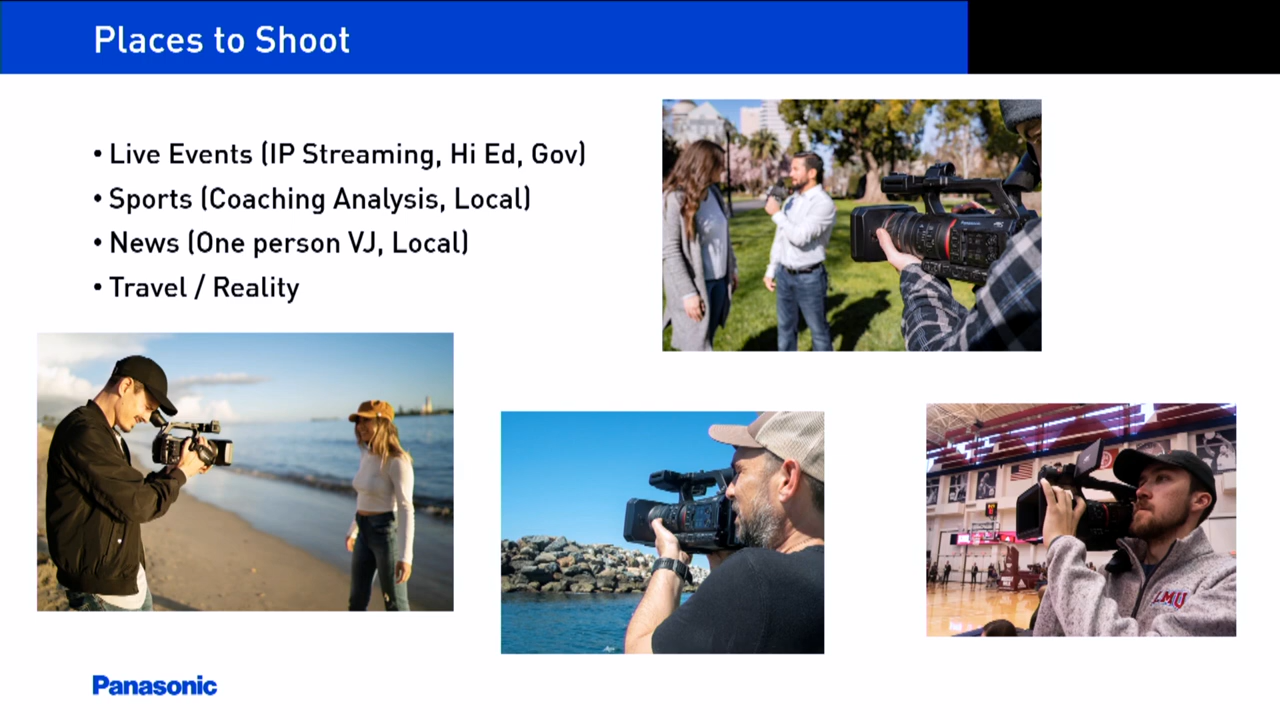 Places to Shoot
• Live Events (IP Streaming, Hi Ed, Gov)
• Sports (Coaching Analysis, Local)
• News (One person VJ, Local)
• Travel / Reality
LMU
Panasonic